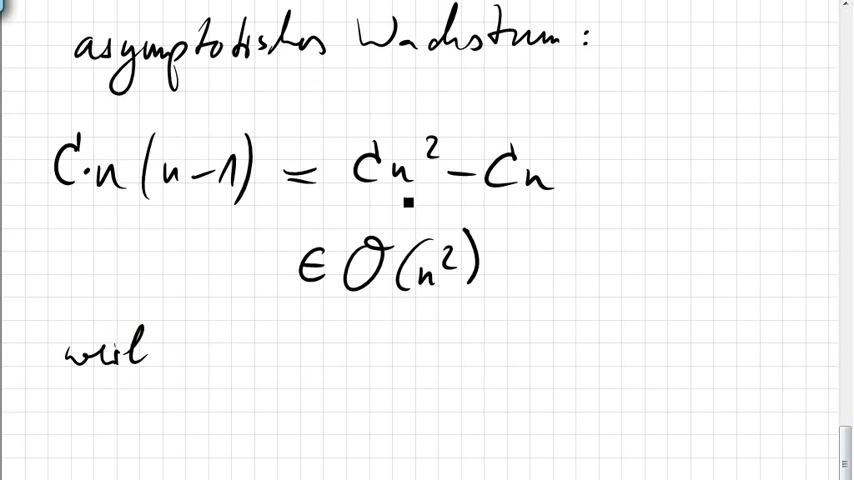 asymptotisches Wachstum:
C·n(n-1) = Cn² - Cn
∈ O(n²)
weil